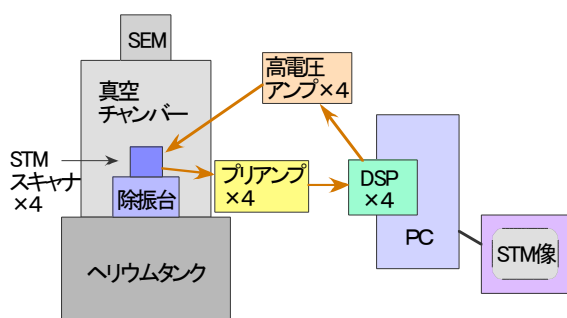 SEM
真空
チャンバー
高電圧
アンプ×4
STM
スキャナ
×4
除振台
プリアンプ
×4
DSP
×4
PC
ヘリウムタンク
STM像